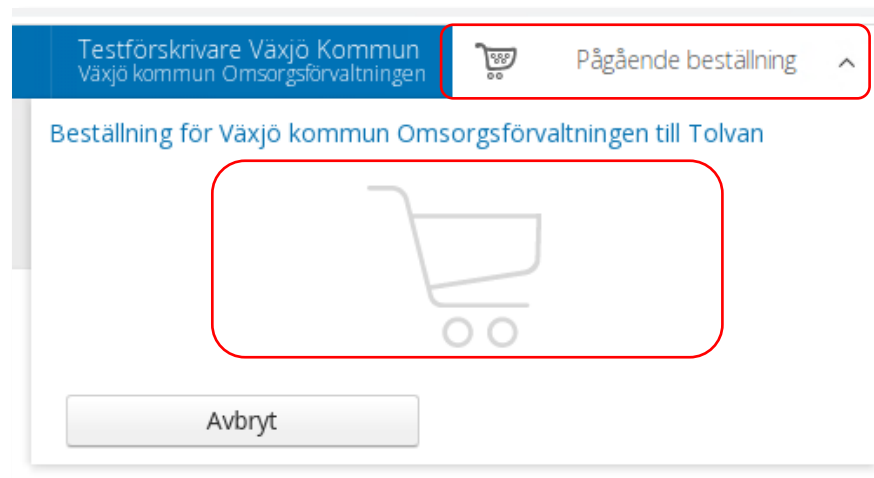 Testförskrivare Växjö Kommun
Växjö kommun Omsorgsförvaltningen
Pågående beställning
Beställning för Växjö kommun Omsorgsförvaltningen till Tolvan
Avbryt